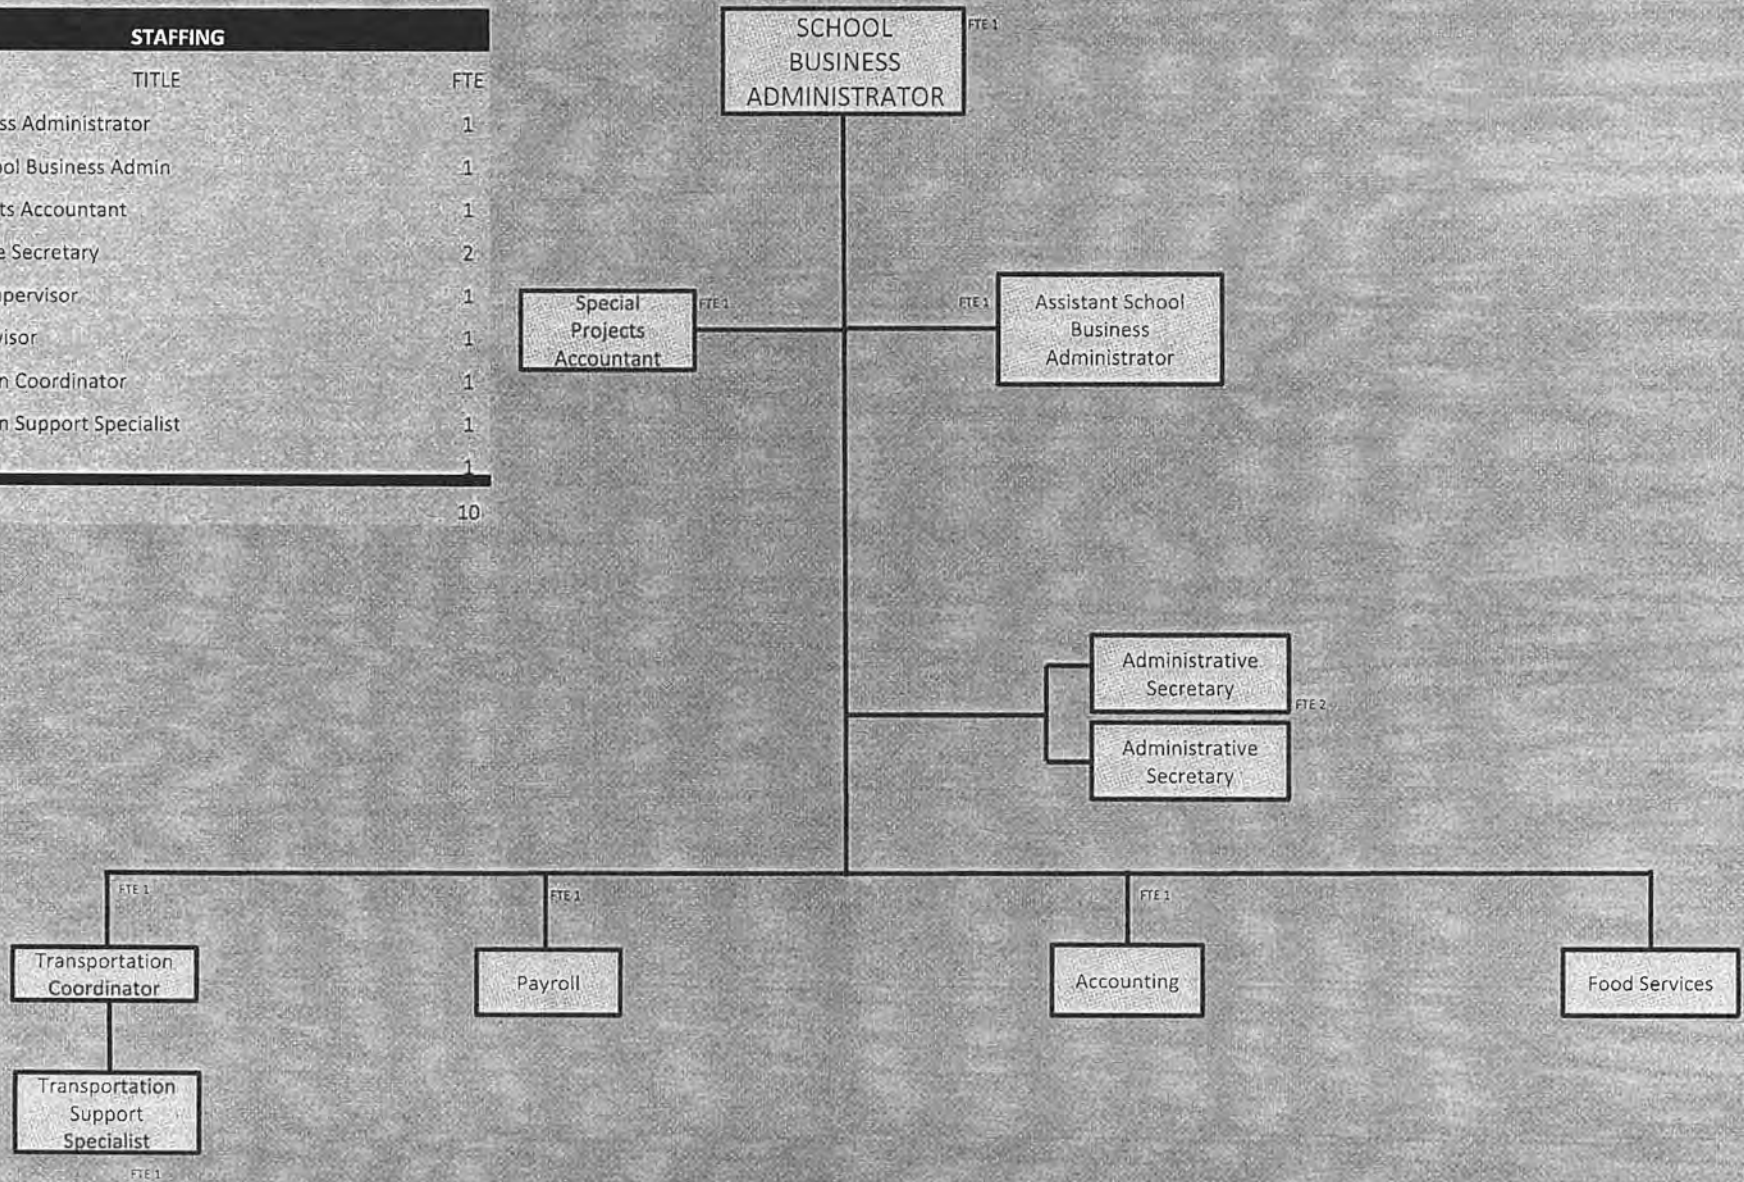 STAFFING
TITLE FTE
ss Administrator 1
ool Business Admin 1
ts Accountant 1
e Secretary 2
pervisor 1
visor 1
n Coordinator 1
n Support Specialist 1
1
10
SCHOOL
BUSINESS
ADMINISTRATOR
FTE 1
Special
Projects
Accountant
FTE 1
FTE 1
Assistant School
Business
Administrator
Administrative
Secretary
FTE 2
Administrative
Secretary
FTE 1
FTE 1
FTE 1
Transportation
Coordinator
Payroll
Accounting
Food Services
Transportation
Support
Specialist
FTE 1